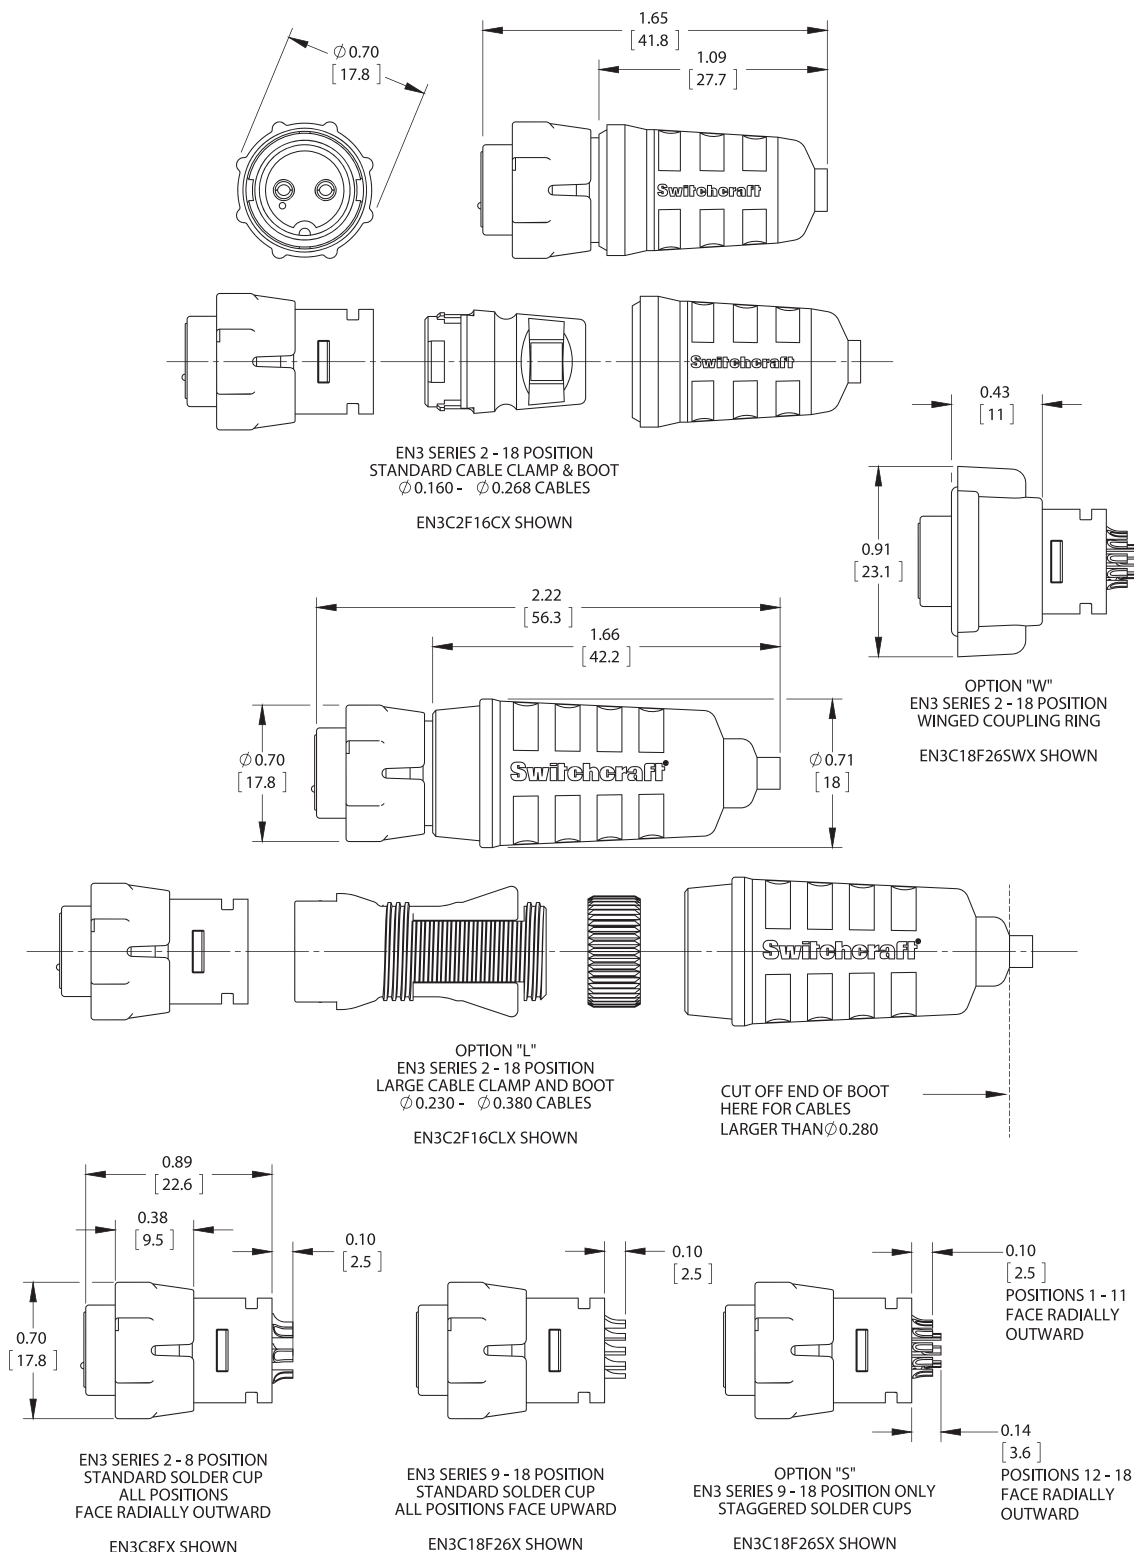 1.65
[41.8]
Ø 0.70
[17.8]
1.09
[27.7]
Switchcraft
Switchcraft
EN3 SERIES 2 - 18 POSITION
STANDARD CABLE CLAMP & BOOT
Ø 0.160 - Ø 0.268 CABLES
EN3C2F16CX SHOWN
0.43
[11]
0.91
[23.1]
OPTION "W"
EN3 SERIES 2 - 18 POSITION
WINGED COUPLING RING
EN3C18F26SWX SHOWN
2.22
[56.3]
1.66
[42.2]
Ø 0.70
[17.8]
Switchcraft®
Ø 0.71
[18]
Switchcraft®
OPTION "L"
EN3 SERIES 2 - 18 POSITION
LARGE CABLE CLAMP AND BOOT
Ø 0.230 - Ø 0.380 CABLES
EN3C2F16CLX SHOWN
CUT OFF END OF BOOT
HERE FOR CABLES
LARGER THAN Ø 0.280
0.89
[22.6]
0.38
[9.5]
0.10
[2.5]
0.70
[17.8]
EN3 SERIES 2 - 8 POSITION
STANDARD SOLDER CUP
ALL POSITIONS
FACE RADIALLY OUTWARD
EN3C8FX SHOWN
0.10
[2.5]
EN3 SERIES 9 - 18 POSITION
STANDARD SOLDER CUP
ALL POSITIONS FACE UPWARD
EN3C18F26X SHOWN
0.10
[2.5]
POSITIONS 1 - 11
FACE RADIALLY
OUTWARD
0.14
[3.6]
POSITIONS 12 - 18
FACE RADIALLY
OUTWARD
OPTION "S"
EN3 SERIES 9 - 18 POSITION ONLY
STAGGERED SOLDER CUPS
EN3C18F26SX SHOWN